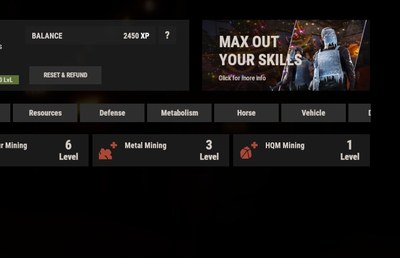 BALANCE
2450 XP
?
RESET & REFUND
MAX OUT
YOUR SKILLS
Click for more info
Resources
Defense
Metabolism
Horse
Vehicle
Mining
6
Level
Metal Mining
3
Level
HQM Mining
1
Level